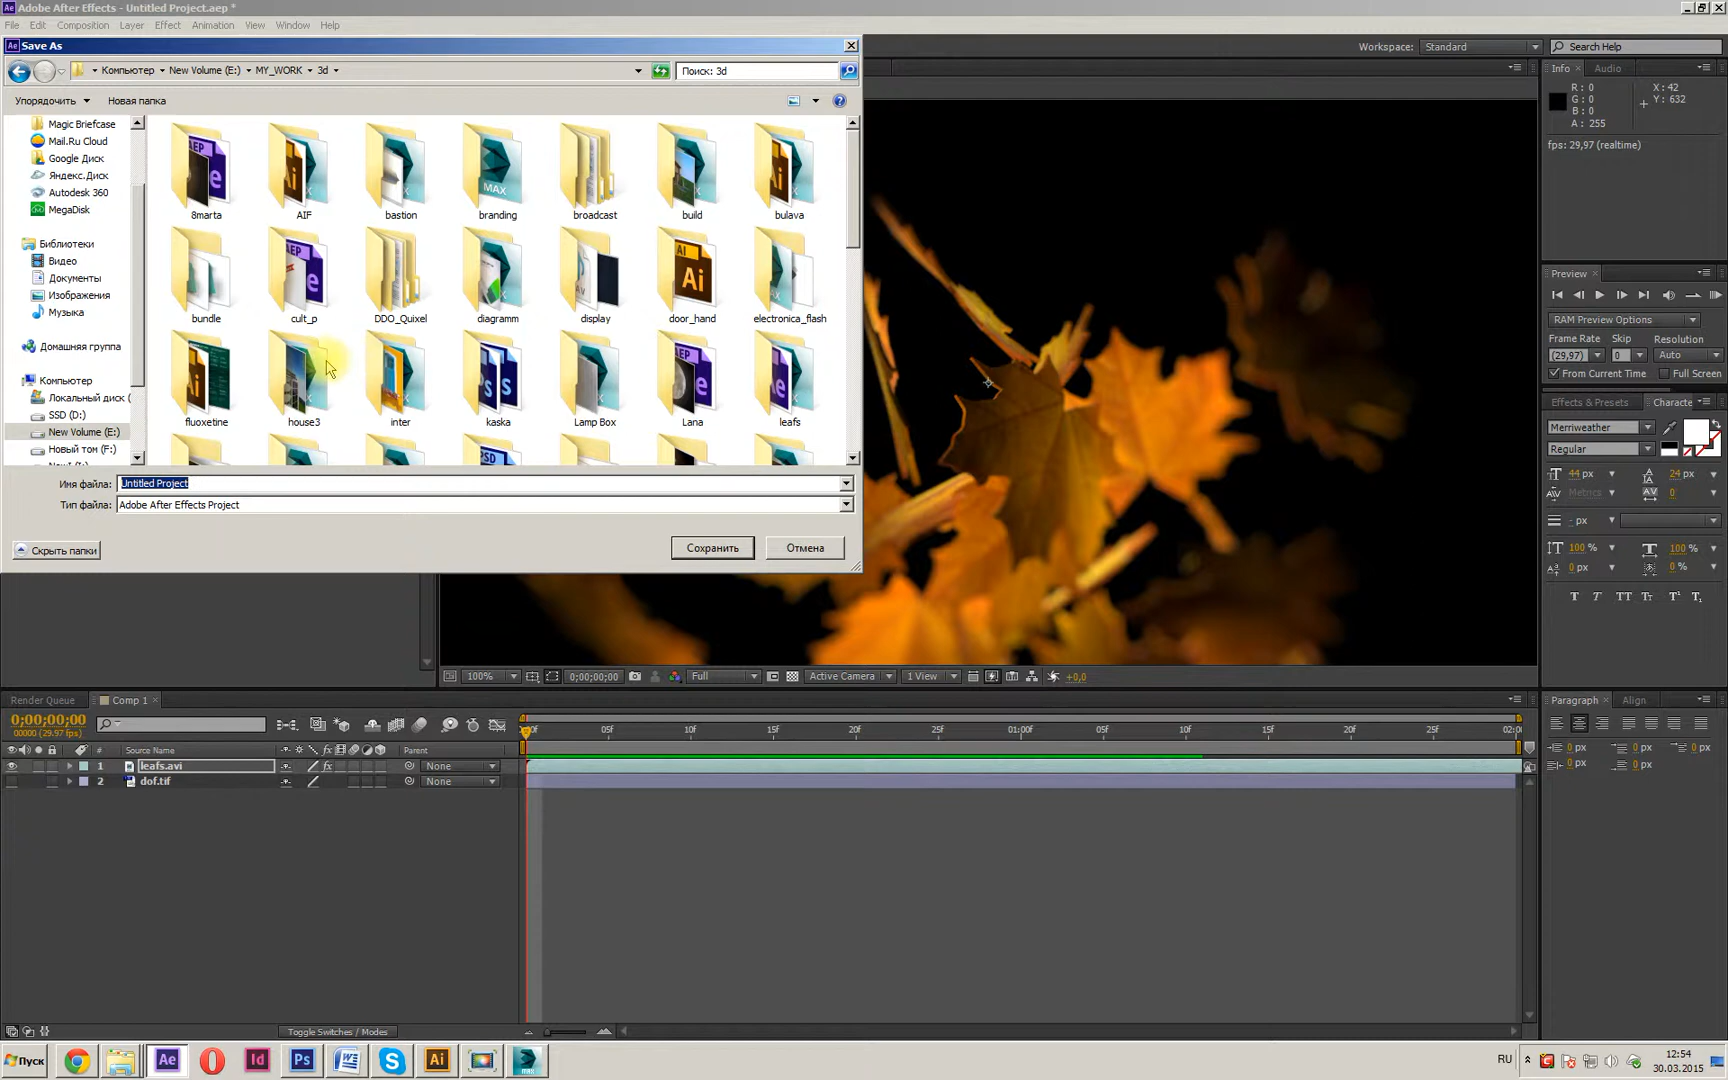 Adobe After Effects - Untitled Project.aep *
File Edit Composition Layer Effect Animation View Window Help
Save As
Компьютер New Volume (E:) MY_WORK 3d
Поиск: 3d
Упорядочить Новая папка
Magic Briefcase
Mail.Ru Cloud
Google Диск
Яндекс.Диск
Autodesk 360
MegaDisk
Библиотеки
Видео
Документы
Изображения
Музыка
Домашняя группа
Компьютер
Локальный диск (
SSD (D:)
New Volume (E:)
Новый том (F:)
8marta AIF bastion branding broadcast build bulava
bundle cult_p DDO_Quixel diagramm display door_hand electronica_flash
fluoxetine house3 inter kaska Lamp Box Lana leafs
Имя файла: Untitled Project
Тип файла: Adobe After Effects Project
Скрыть папки
Сохранить Отмена
Workspace: Standard Search Help
Info Audio
R: 0 X: 42
G: 0 Y: 632
B: 0
A: 255
fps: 29,97 (realtime)
Preview
RAM Preview Options
Frame Rate Skip Resolution
(29,97) 0 Auto
From Current Time Full Screen
Effects & Presets Characte
Merriweather
Regular
44 px 24 px
Metrics 0
- px
100 % 100 %
0 px 0 %
100% 0;00;00;00 Full Active Camera 1 View +0,0
Render Queue Comp 1
0;00;00;00
00000 (29.97 fps)
# Source Name Parent
1 leafs.avi None
2 dof.tif None
:00f 05f 10f 15f 20f 25f 01:00f 05f 10f 15f 20f 25f 02:0
Paragraph Align
0 px 0 px 0 px
0 px 0 px
Toggle Switches / Modes
Пуск
RU
12:54
30.03.2015